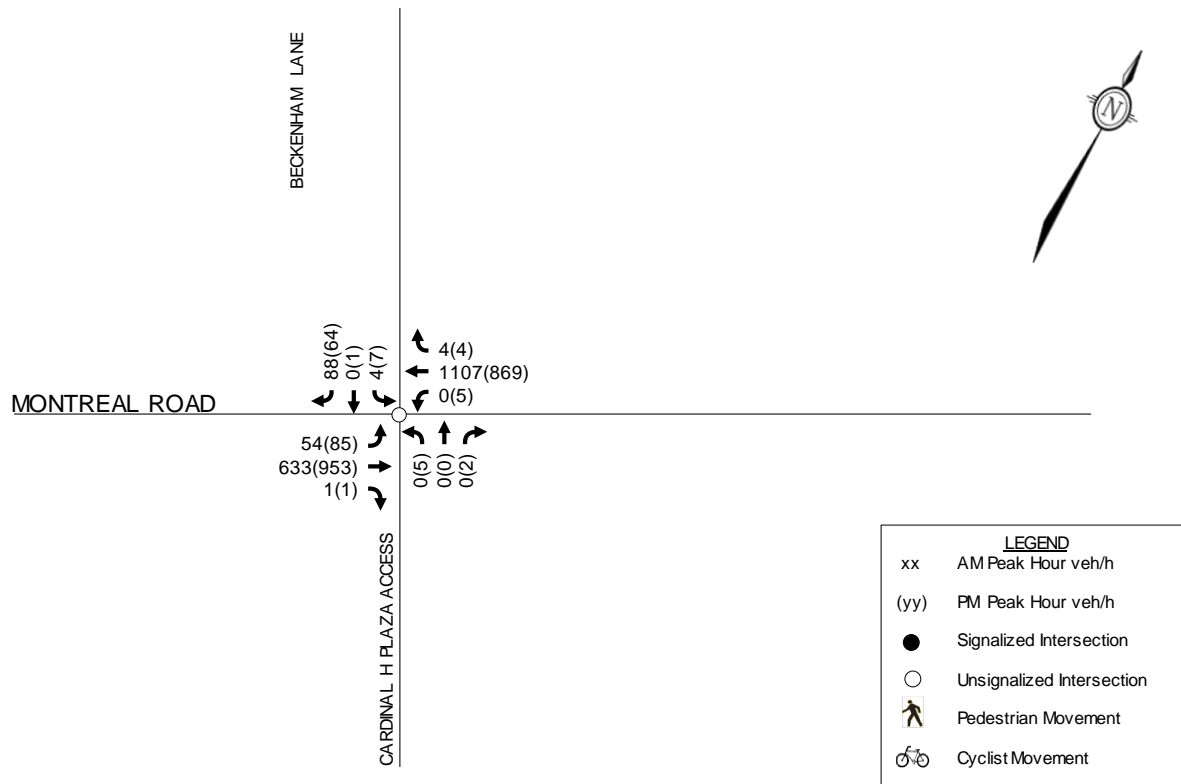 BECKENHAM LANE
N
88(64)
0(1)
4(7)
4(4)
1107(869)
0(5)
MONTREAL ROAD
54(85)
633(953)
1(1)
0(5)
0(0)
0(2)
CARDINAL H PLAZA ACCESS
LEGEND
xx AM Peak Hour veh/h
(yy) PM Peak Hour veh/h
Signalized Intersection
Unsignalized Intersection
Pedestrian Movement
Cyclist Movement